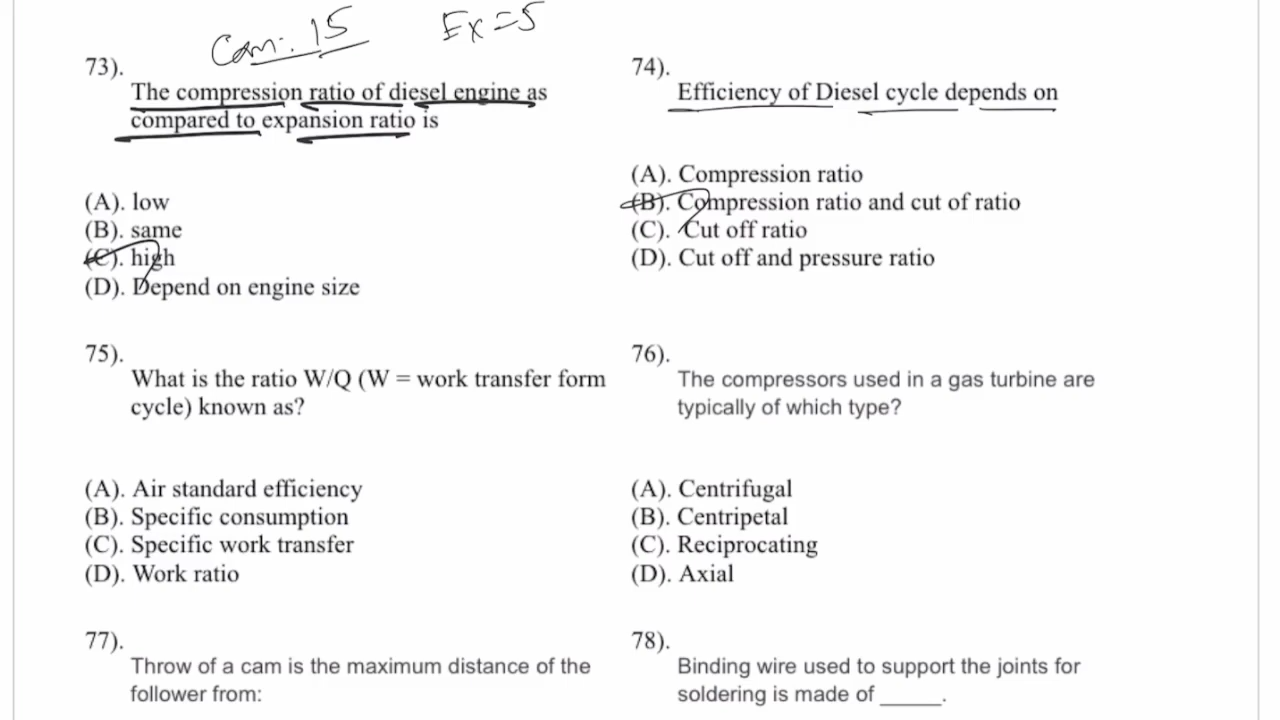 Com:. 15
Ex = 5
73).
The compression ratio of diesel engine as
compared to expansion ratio is
(A). low
(B). same
(C). high
(D). Depend on engine size
74).
Efficiency of Diesel cycle depends on
(A). Compression ratio
(B). Compression ratio and cut of ratio
(C). Cut off ratio
(D). Cut off and pressure ratio
75).
What is the ratio W/Q (W = work transfer form
cycle) known as?
(A). Air standard efficiency
(B). Specific consumption
(C). Specific work transfer
(D). Work ratio
76).
The compressors used in a gas turbine are
typically of which type?
(A). Centrifugal
(B). Centripetal
(C). Reciprocating
(D). Axial
77).
Throw of a cam is the maximum distance of the
follower from:
78).
Binding wire used to support the joints for
soldering is made of _____.